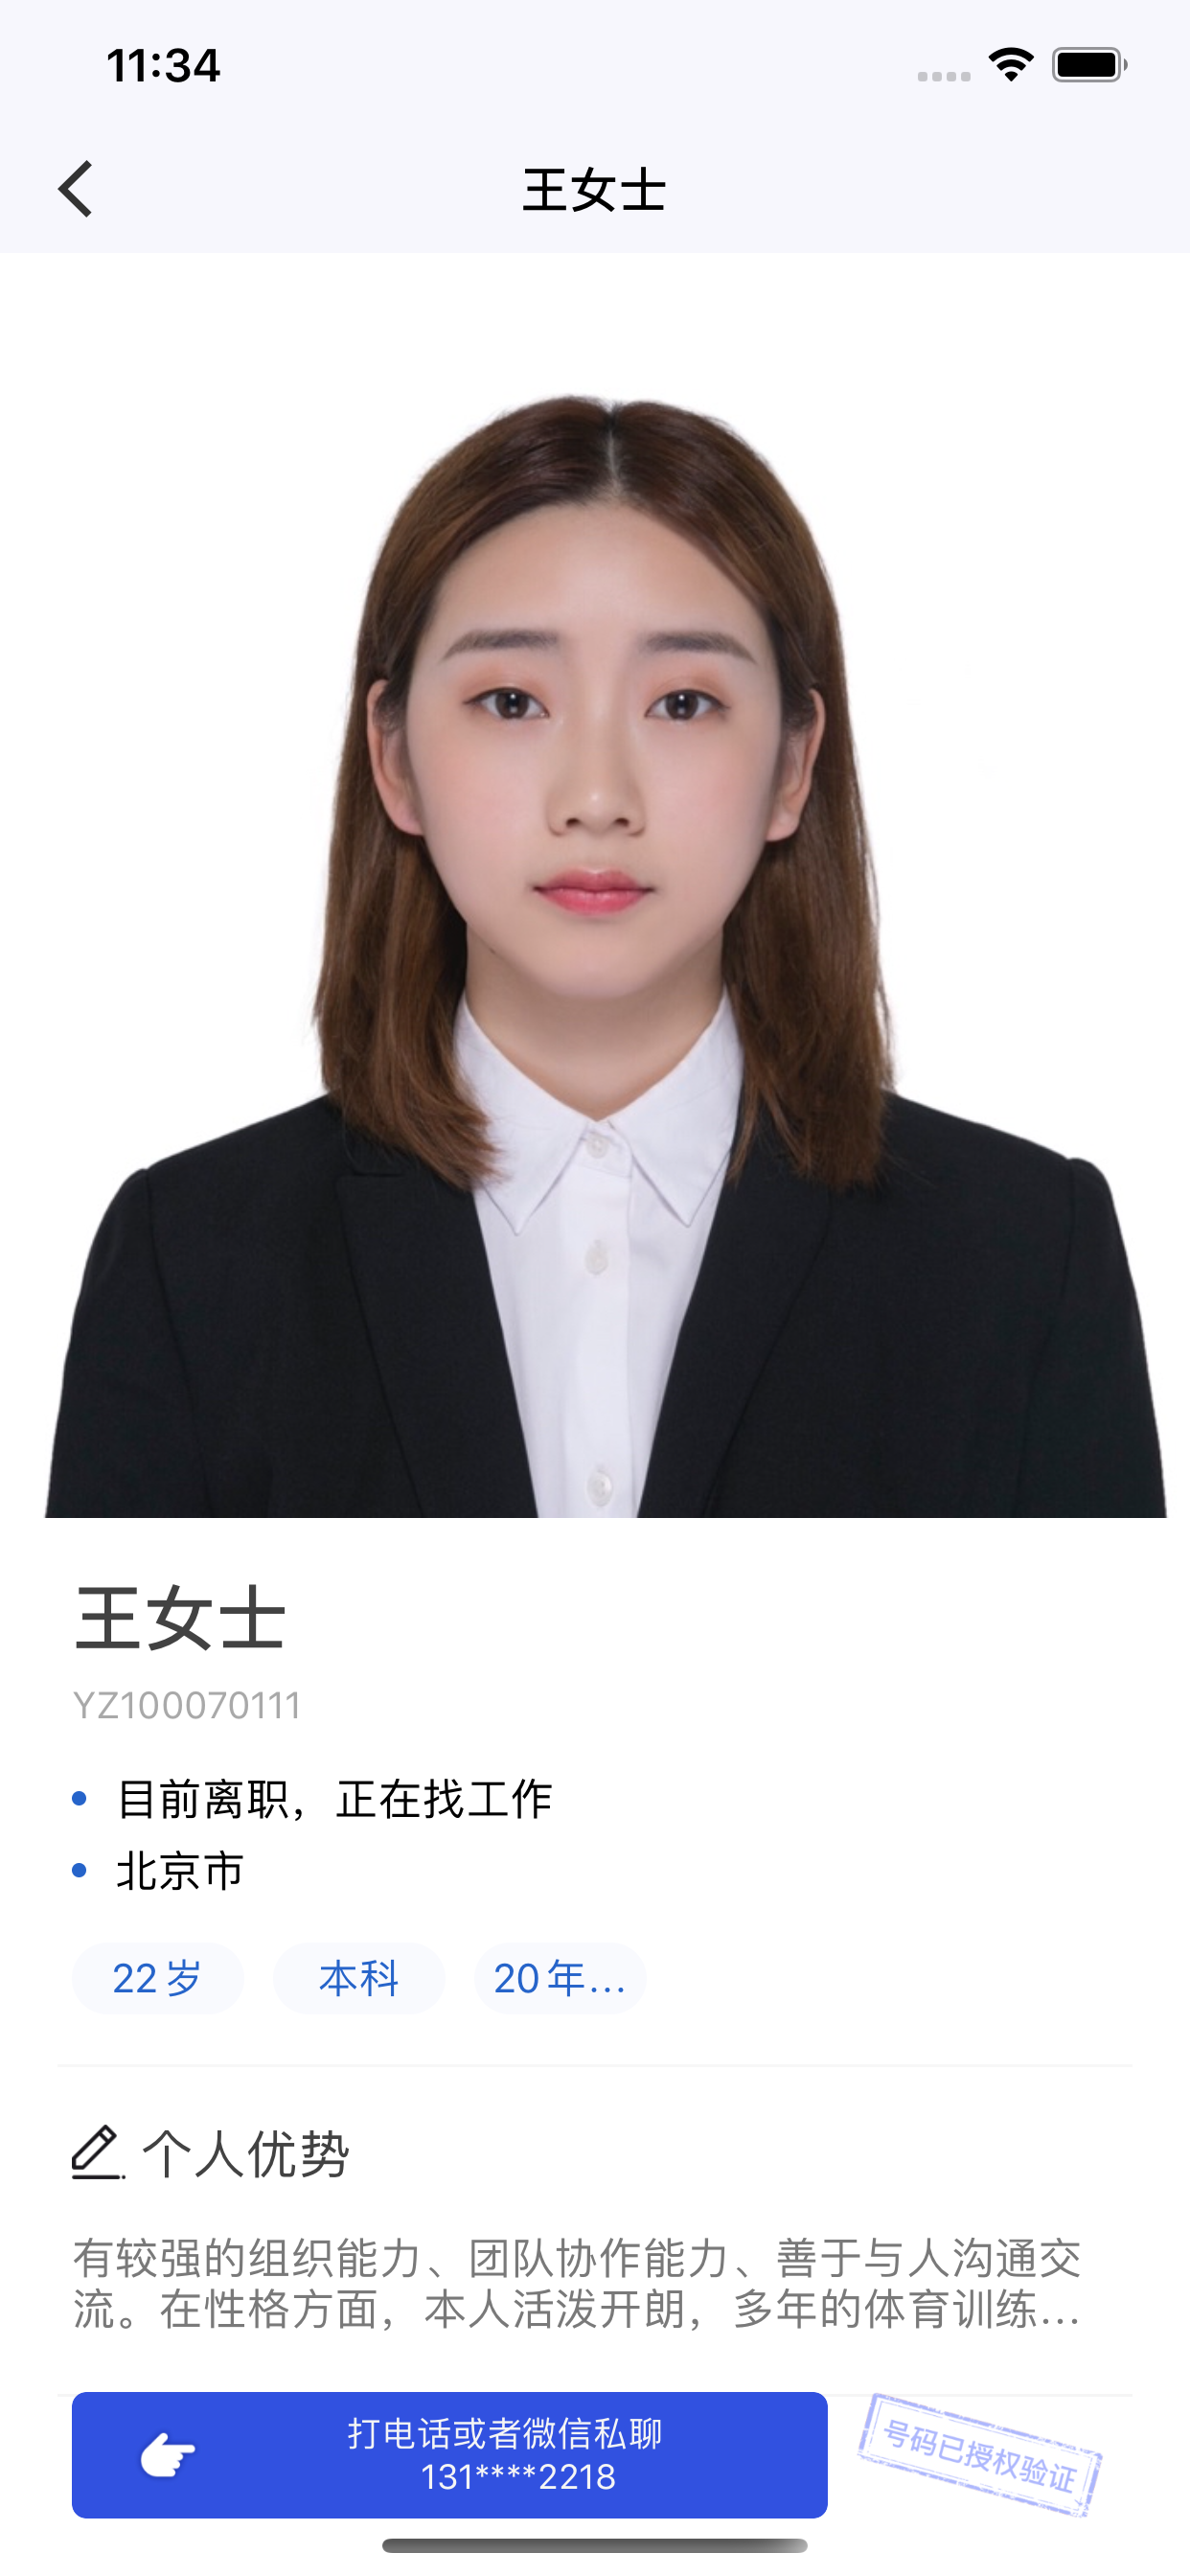 11:34
王女士
王女士
YZ100070111
目前离职，正在找工作
北京市
22岁 本科 20年...
个人优势
有较强的组织能力、团队协作能力、善于与人沟通交
流。在性格方面，本人活泼开朗，多年的体育训练...
打电话或者微信私聊
131****2218
号码已授权验证